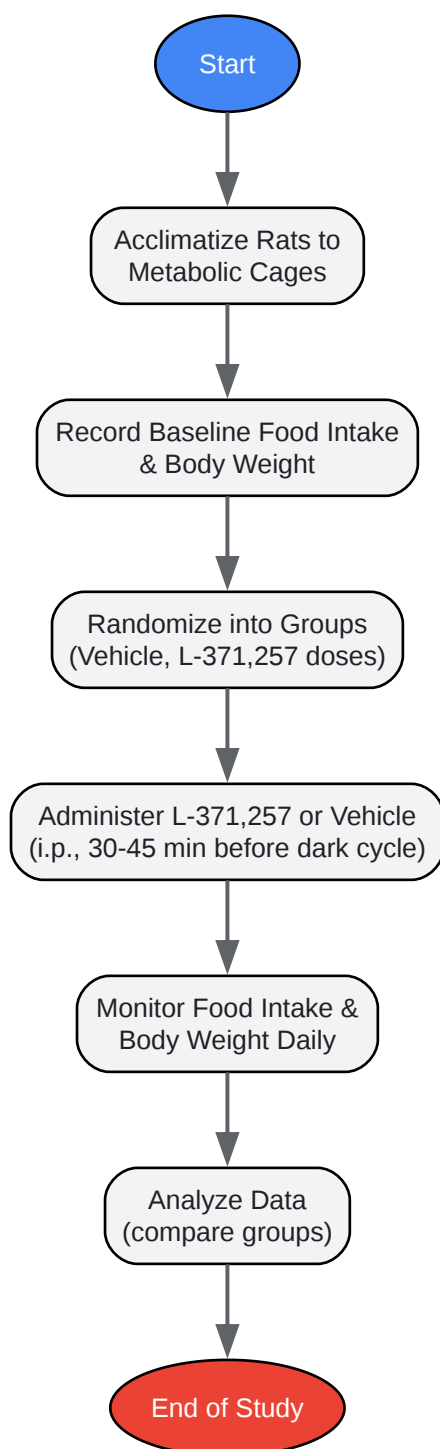 Start
Acclimatize Rats to
Metabolic Cages
Record Baseline Food Intake
& Body Weight
Randomize into Groups
(Vehicle, L-371,257 doses)
Administer L-371,257 or Vehicle
(i.p., 30-45 min before dark cycle)
Monitor Food Intake &
Body Weight Daily
Analyze Data
(compare groups)
End of Study